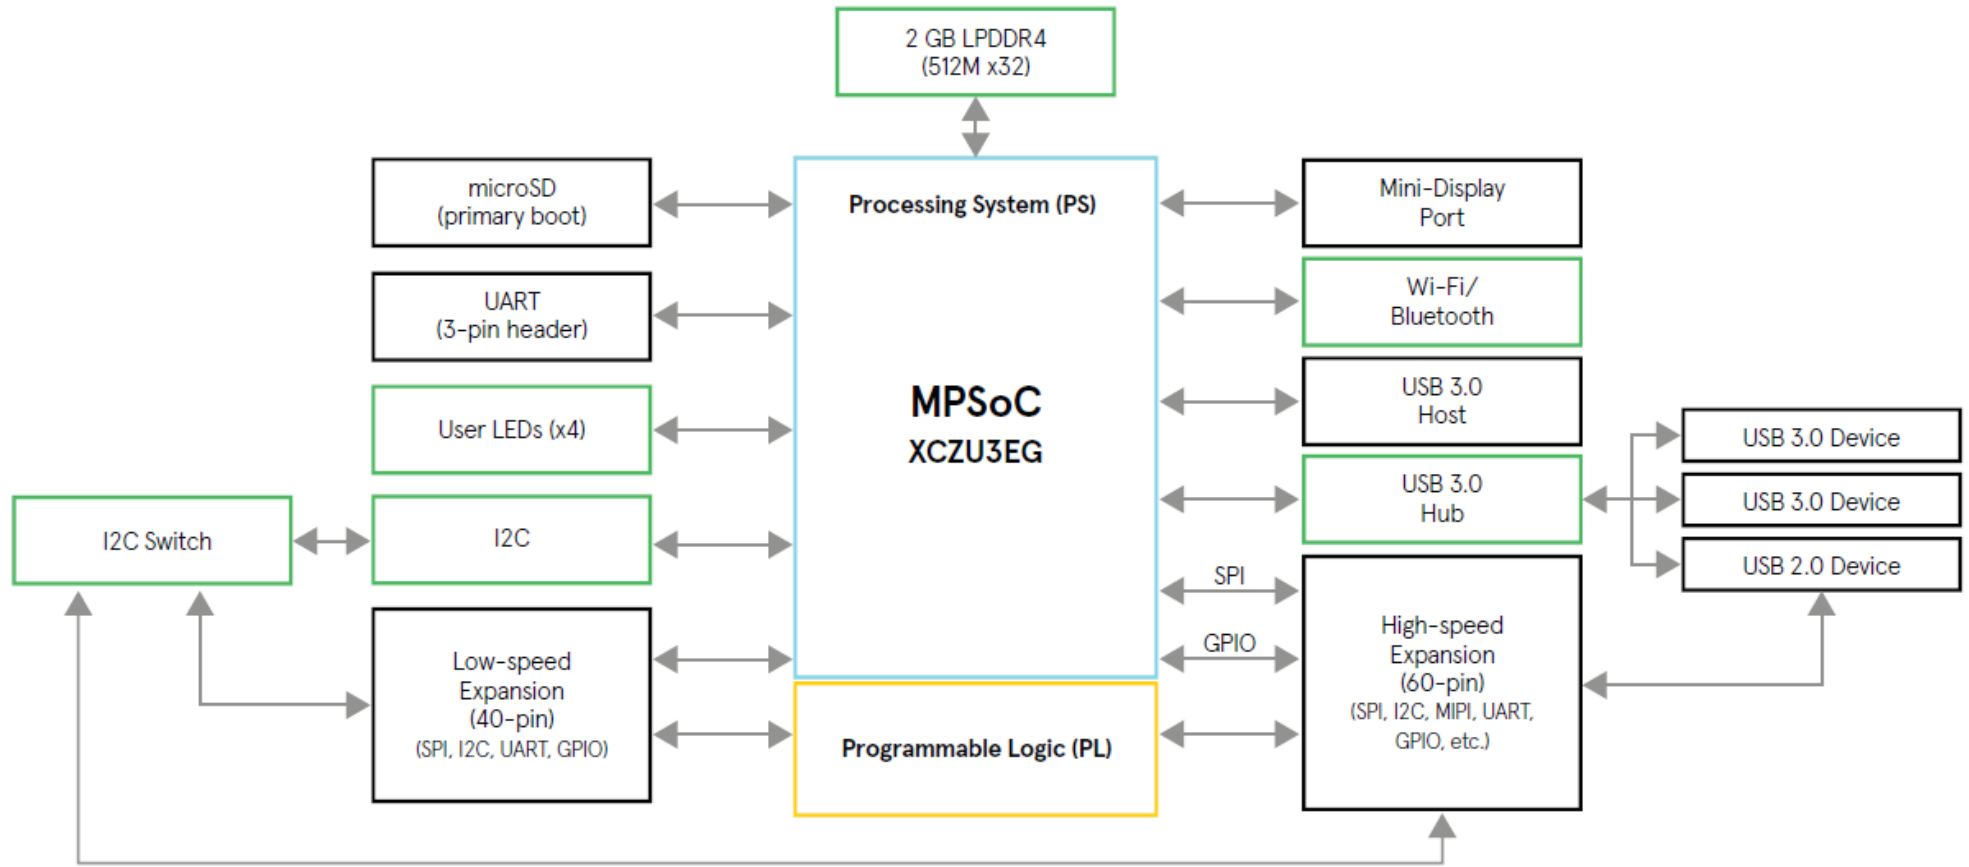 2 GB LPDDR4
(512M x32)
microSD
(primary boot)
Processing System (PS)
Mini-Display
Port
UART
(3-pin header)
Wi-Fi/
Bluetooth
MPSoC
XCZU3EG
User LEDs (x4)
USB 3.0
Host
USB 3.0 Device
USB 3.0
Hub
USB 3.0 Device
USB 2.0 Device
I2C Switch
I2C
SPI
GPIO
Low-speed
Expansion
(40-pin)
(SPI, I2C, UART, GPIO)
High-speed
Expansion
(60-pin)
(SPI, I2C, MIPI, UART,
GPIO, etc.)
Programmable Logic (PL)